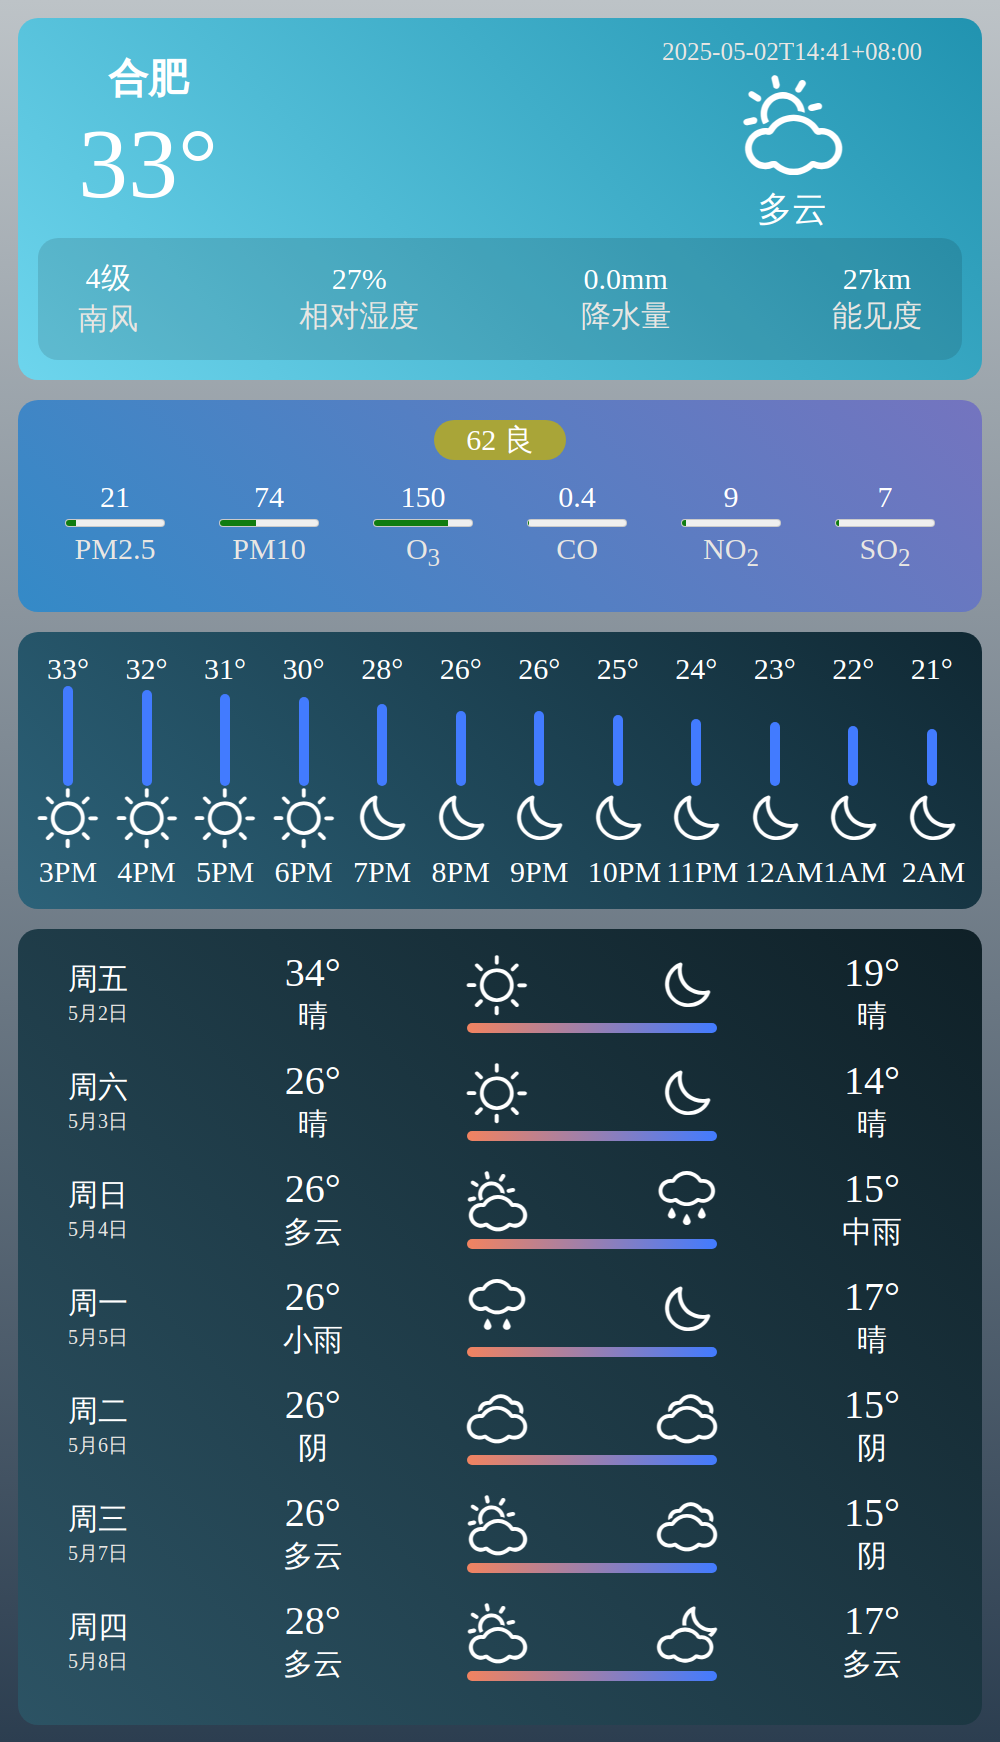 合肥
2025-05-02T14:41+08:00
33°
多云
4级 27% 0.0mm 27km
南风 相对湿度 降水量 能见度
62 良
21 74 150 0.4 9 7
PM2.5 PM10 O3 CO NO2 SO2
33° 32° 31° 30° 28° 26° 26° 25° 24° 23° 22° 21°
3PM 4PM 5PM 6PM 7PM 8PM 9PM 10PM 11PM 12AM 1AM 2AM
周五 34° 19°
5月2日 晴 晴
周六 26° 14°
5月3日 晴 晴
周日 26° 15°
5月4日 多云 中雨
周一 26° 17°
5月5日 小雨 晴
周二 26° 15°
5月6日 阴 阴
周三 26° 15°
5月7日 多云 阴
周四 28° 17°
5月8日 多云 多云